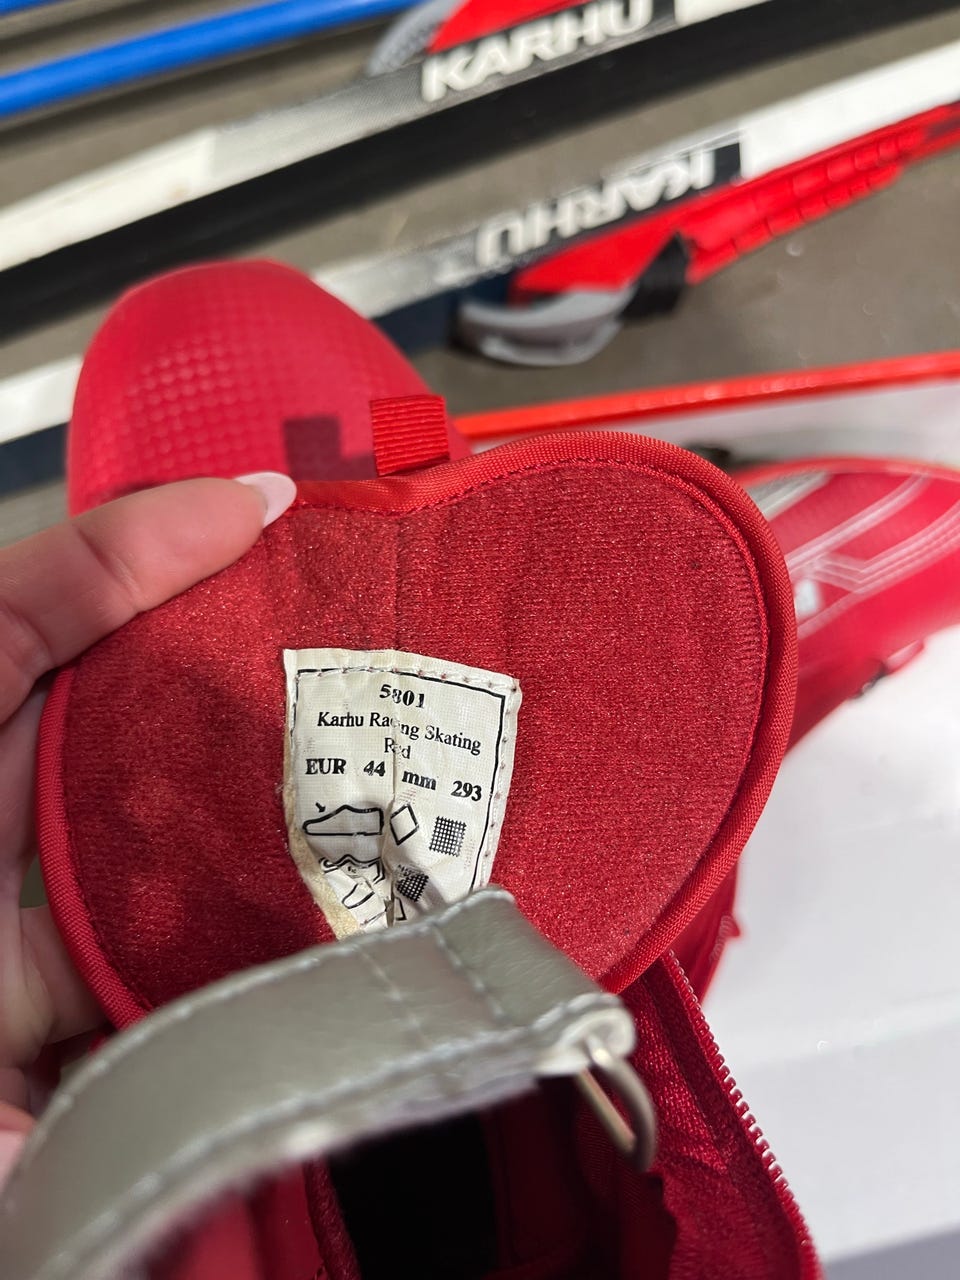 KARHU
KARHU
5801
Karhu Racing Skating
Red
EUR 44 mm 293